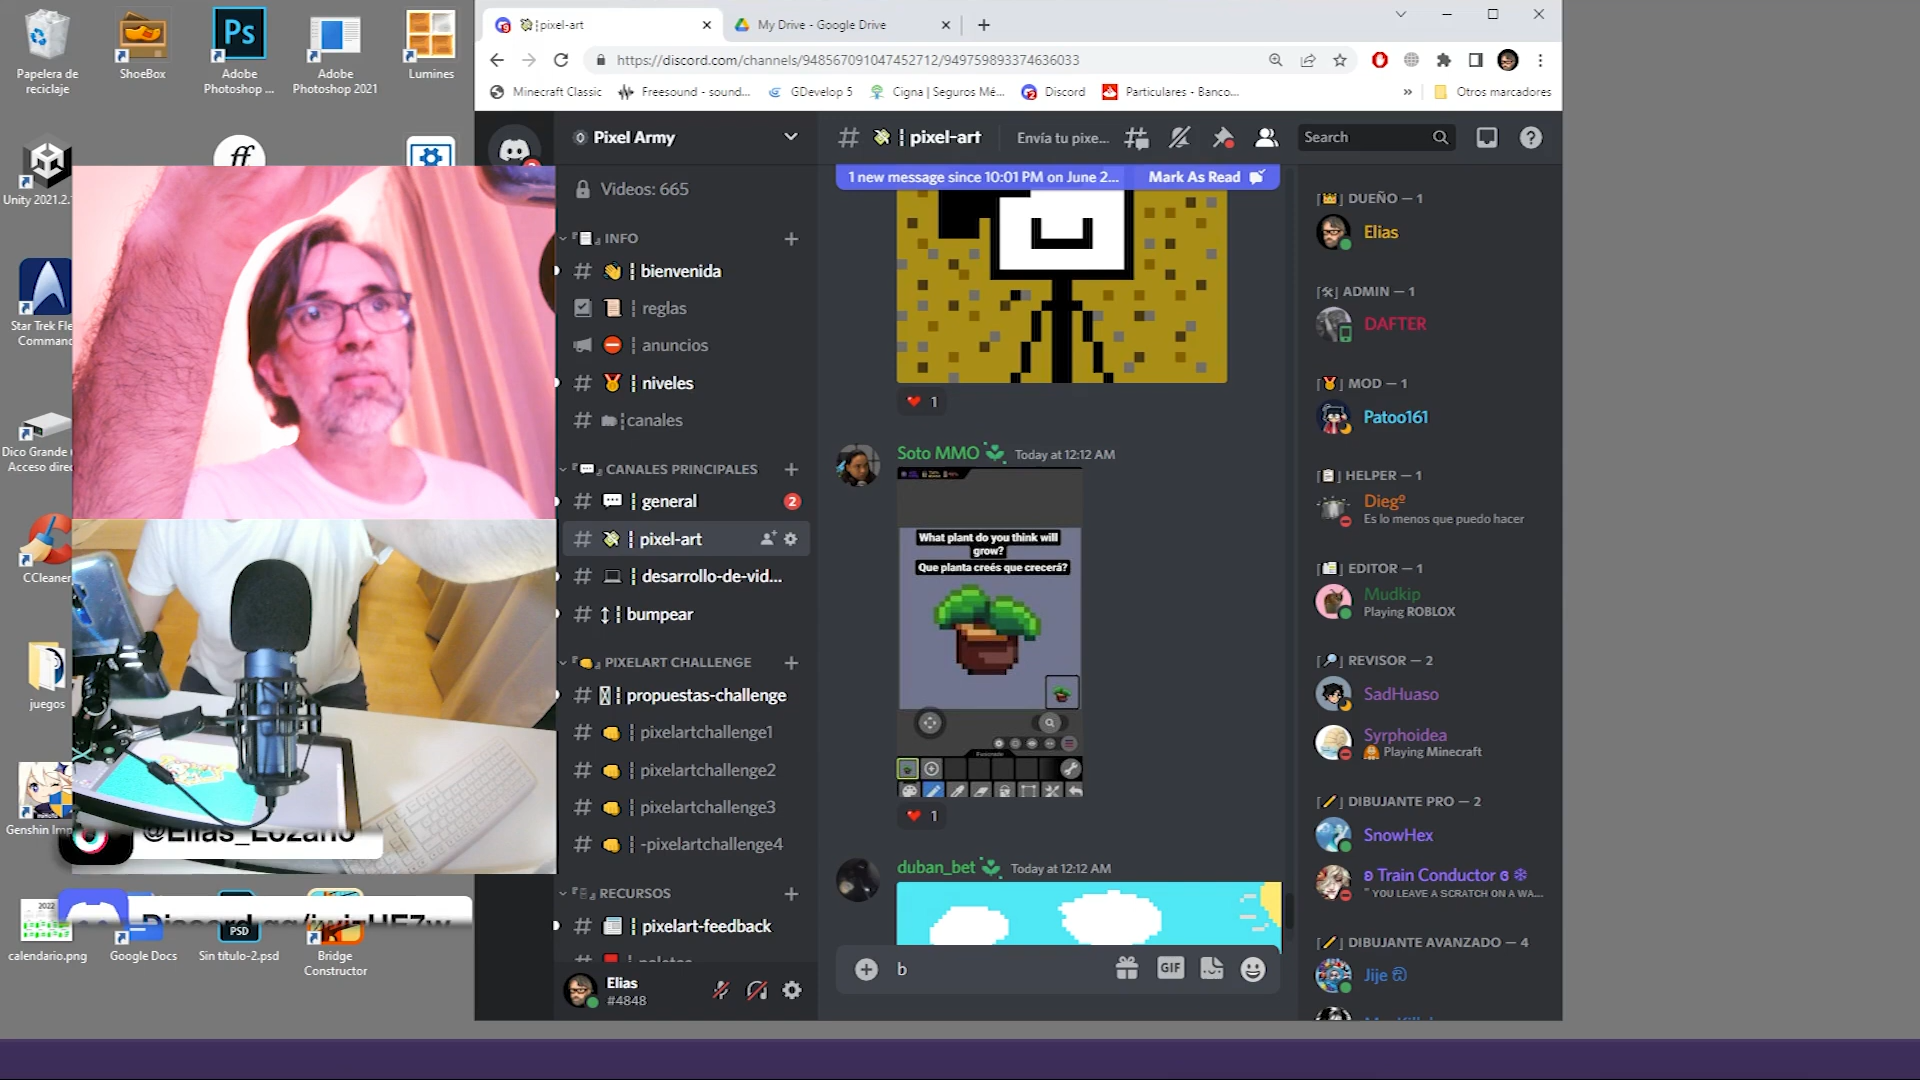 Papelera de
reciclaje
ShoeBox
Adobe
Photoshop ...
Adobe
Photoshop 2021
Lumines
Ps
ff
Unity 2021.2.
Star Trek Fle
Command
Dico Grande
Acceso direc
CCleaner
juegos
Genshin Imp
@Elias_Lozano
2022
calendario.png
Google Docs
PSD
Sin título-2.psd
Bridge
Constructor
pixel-art
My Drive - Google Drive
https://discord.com/channels/948567091047452712/949759893374636033
Minecraft Classic
Freesound - sound...
GDevelop 5
Cigna | Seguros Mé...
Discord
Particulares - Banco...
»
Otros marcadores
Pixel Army
Videos: 665
INFO
bienvenida
reglas
anuncios
niveles
canales
CANALES PRINCIPALES
general
2
pixel-art
desarrollo-de-vid...
bumpear
PIXELART CHALLENGE
propuestas-challenge
pixelartchallenge1
pixelartchallenge2
pixelartchallenge3
-pixelartchallenge4
RECURSOS
pixelart-feedback
Elias
#4848
pixel-art
Envía tu pixe...
Search
1 new message since 10:01 PM on June 2...
Mark As Read
1
Soto MMO
Today at 12:12 AM
What plant do you think will
grow?
Que planta creés que crecerá?
1
duban_bet
Today at 12:12 AM
b
GIF
DUEÑO — 1
Elias
ADMIN — 1
DAFTER
MOD — 1
Patoo161
HELPER — 1
Diegº
Es lo menos que puedo hacer
EDITOR — 1
Mudkip
Playing ROBLOX
REVISOR — 2
SadHuaso
Syrphoidea
Playing Minecraft
DIBUJANTE PRO — 2
SnowHex
Train Conductor
" YOU LEAVE A SCRATCH ON A WA...
DIBUJANTE AVANZADO — 4
Jije